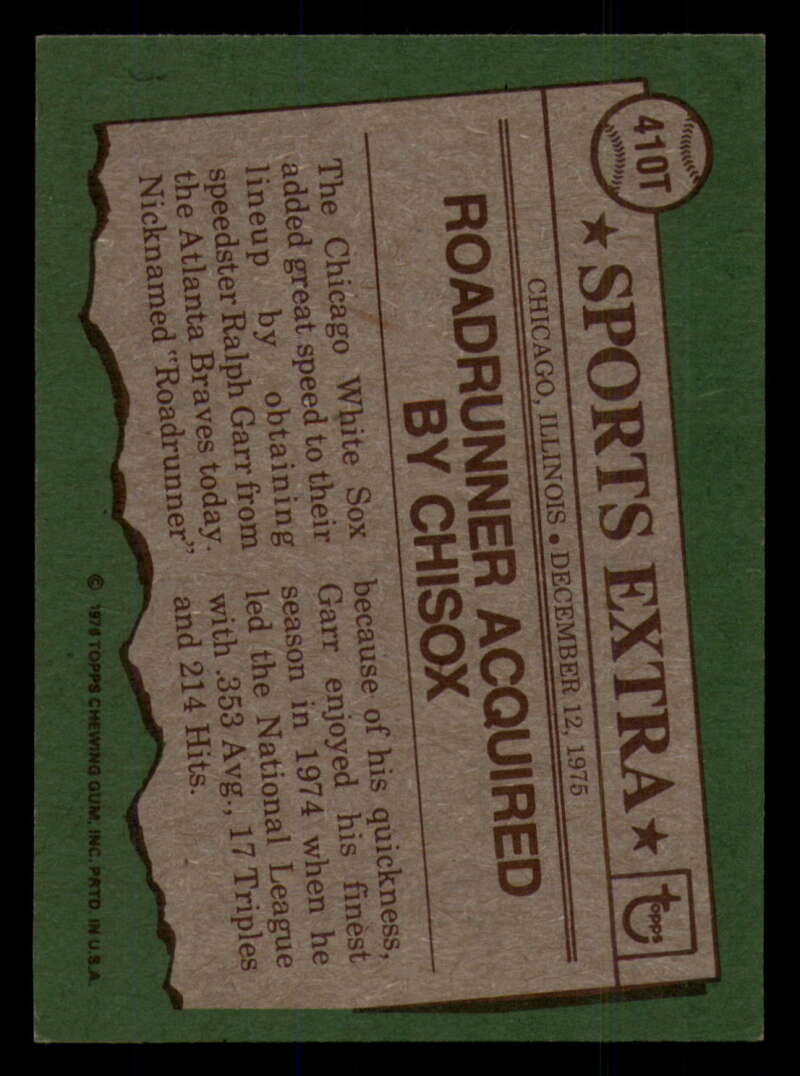 410T
★ SPORTS EXTRA ★
Topps
CHICAGO, ILLINOIS • DECEMBER 12, 1975
ROADRUNNER ACQUIRED
BY CHISOX
The Chicago White Sox
added great speed to their
lineup by obtaining
speedster Ralph Garr from
the Atlanta Braves today.
Nicknamed "Roadrunner"
because of his quickness,
Garr enjoyed his finest
season in 1974 when he
led the National League
with .353 Avg., 17 Triples
and 214 Hits.
© 1976 TOPPS CHEWING GUM, INC. PRTD. IN U.S.A.